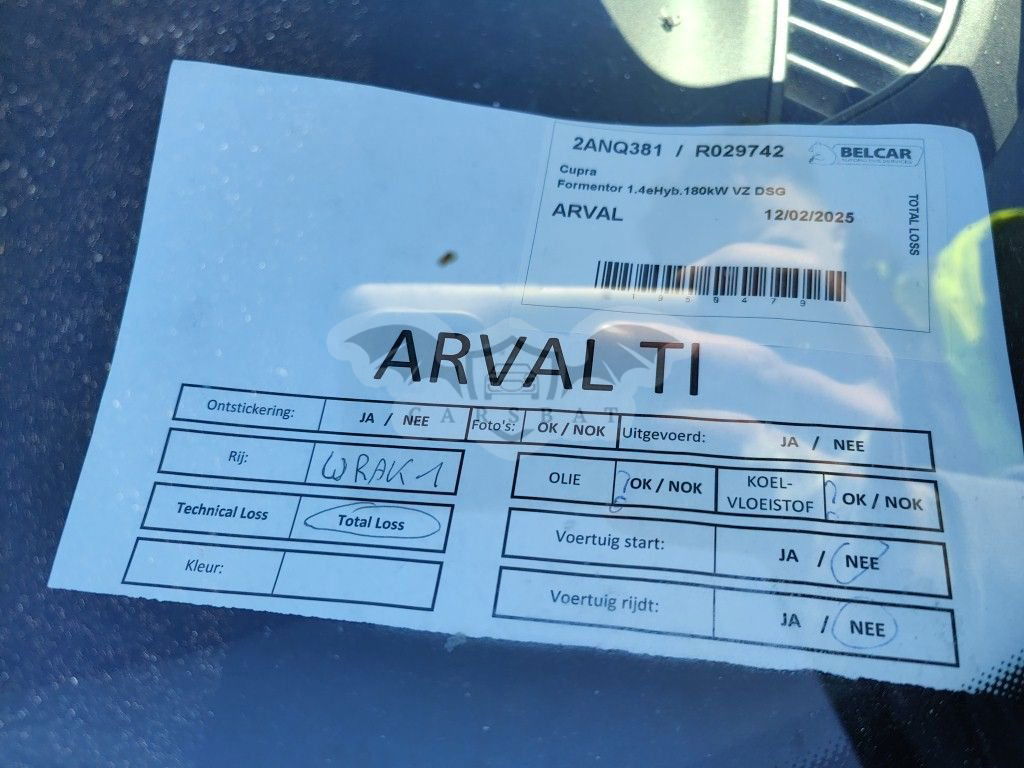 2ANQ381 / R029742
BELCAR
Cupra
Formentor 1.4eHyb.180kW VZ DSG
ARVAL 12/02/2025
TOTAL LOSS
ARVAL TI
CARSBAT
Ontstickering: JA / NEE Foto's: OK / NOK Uitgevoerd: JA / NEE
Rij: WRAK 1
OLIE ? OK / NOK KOEL-VLOEISTOF ? OK / NOK
Technical Loss Total Loss
Voertuig start: JA / NEE
Kleur:
Voertuig rijdt: JA / NEE